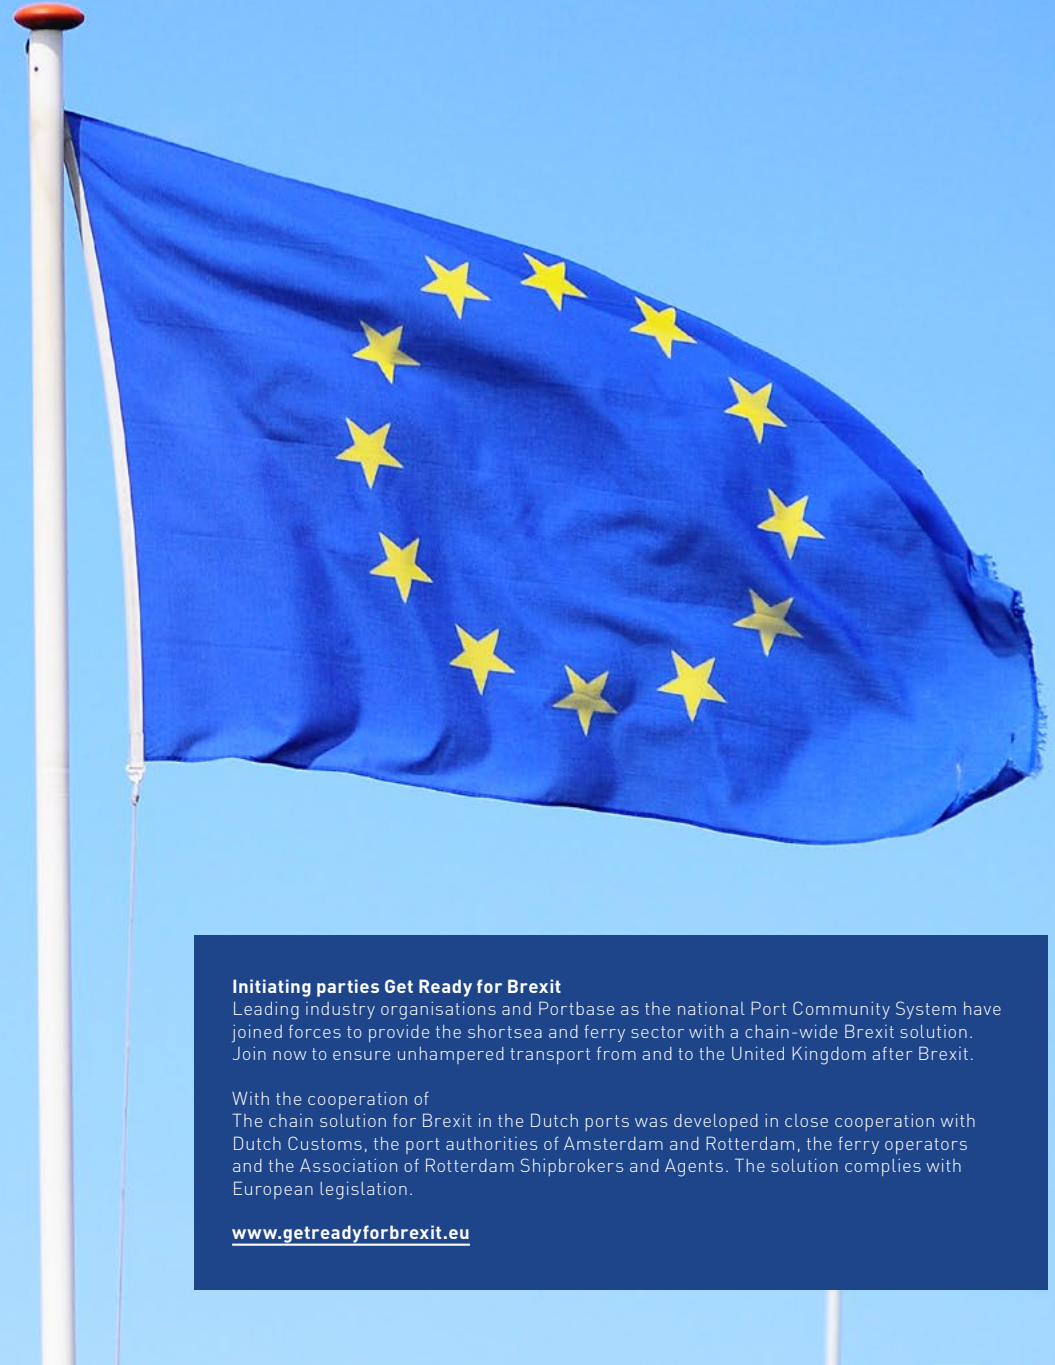 Initiating parties Get Ready for Brexit
Leading industry organisations and Portbase as the national Port Community System have
joined forces to provide the shortsea and ferry sector with a chain-wide Brexit solution.
Join now to ensure unhampered transport from and to the United Kingdom after Brexit.
With the cooperation of
The chain solution for Brexit in the Dutch ports was developed in close cooperation with
Dutch Customs, the port authorities of Amsterdam and Rotterdam, the ferry operators
and the Association of Rotterdam Shipbrokers and Agents. The solution complies with
European legislation.
www.getreadyforbrexit.eu